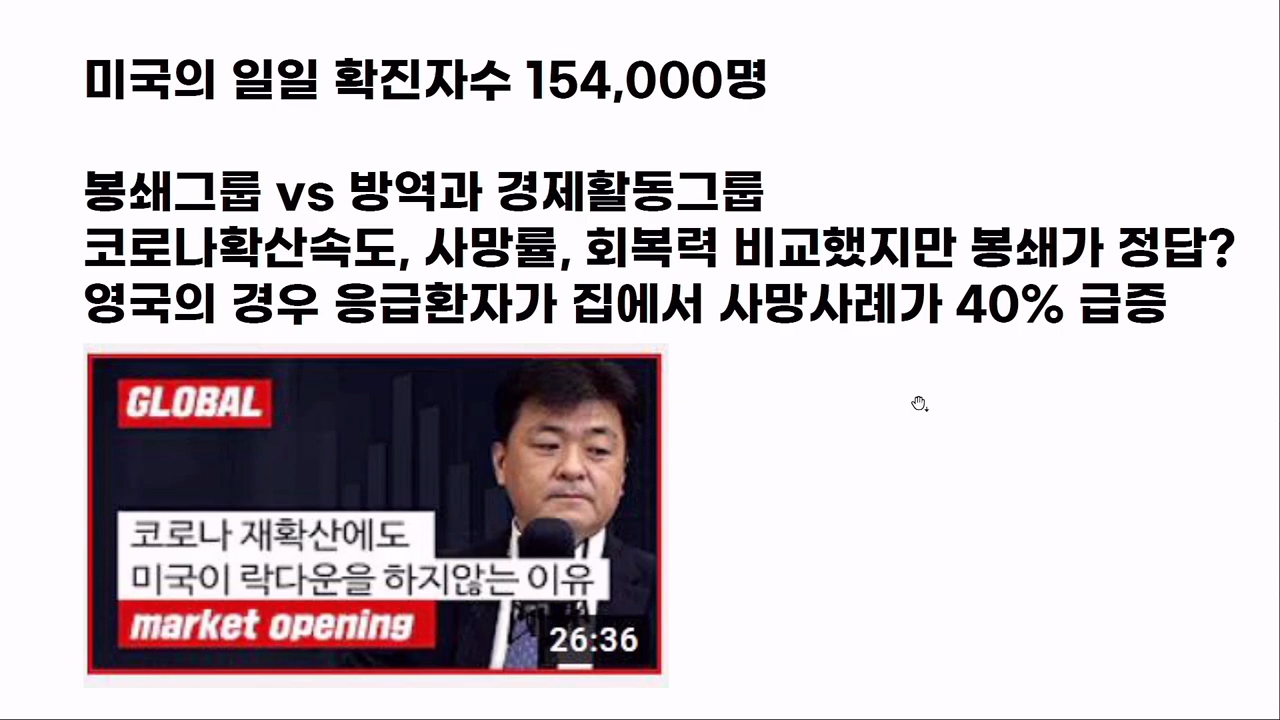 미국의 일일 확진자수 154,000명
봉쇄그룹 vs 방역과 경제활동그룹
코로나확산속도, 사망률, 회복력 비교했지만 봉쇄가 정답?
영국의 경우 응급환자가 집에서 사망사례가 40% 급증
GLOBAL
코로나 재확산에도
미국이 락다운을 하지않는 이유
market opening
26:36